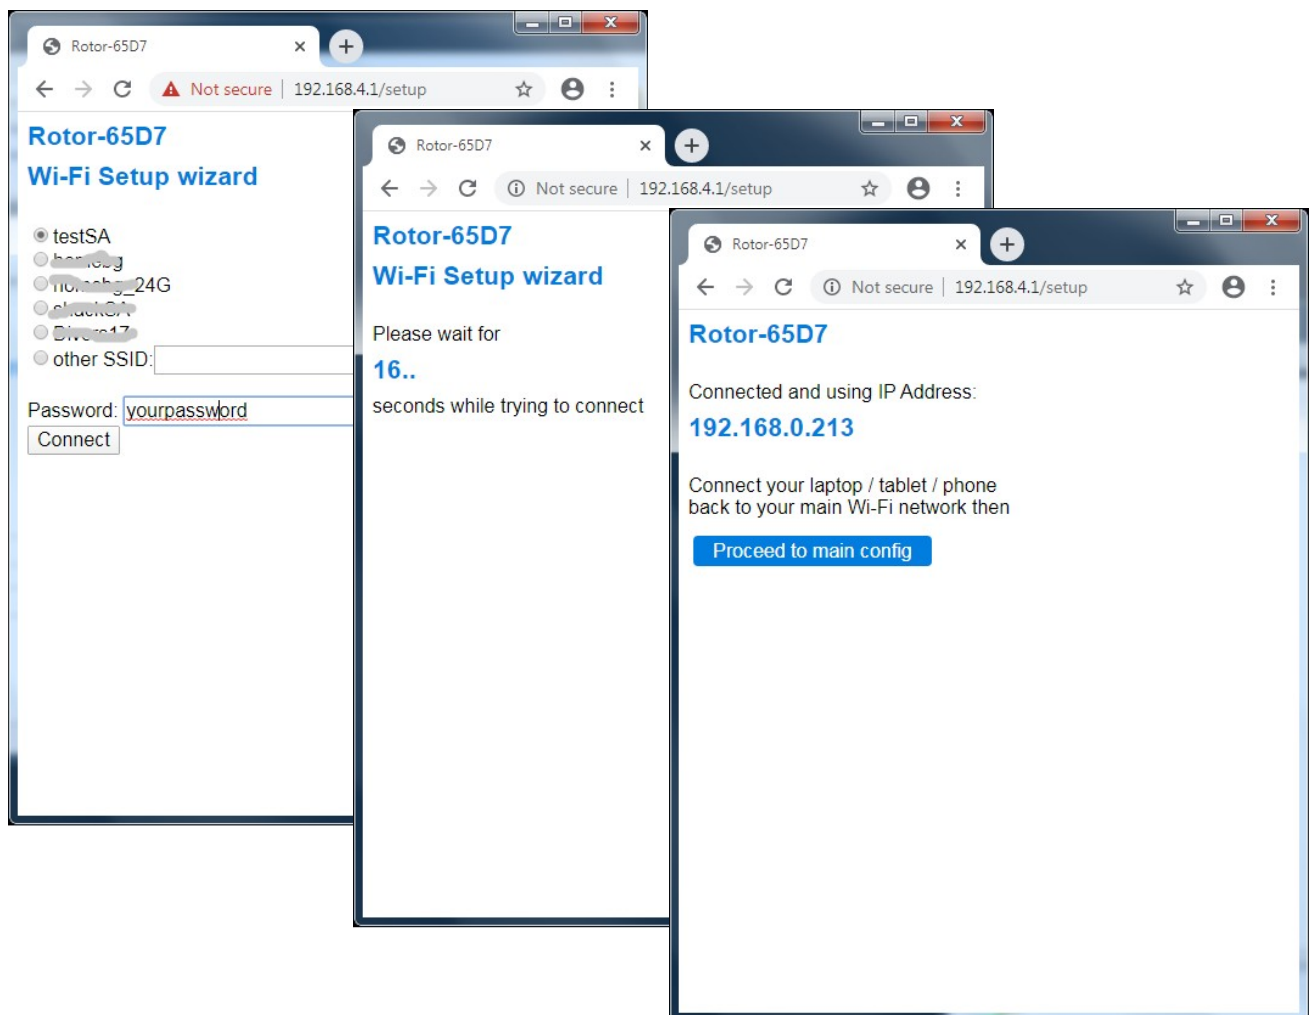 Rotor-65D7
Not secure | 192.168.4.1/setup
Rotor-65D7
Wi-Fi Setup wizard
testSA
_24G
other SSID:
Password: yourpassword
Connect
Rotor-65D7
Not secure | 192.168.4.1/setup
Rotor-65D7
Wi-Fi Setup wizard
Please wait for
16..
seconds while trying to connect
Rotor-65D7
Not secure | 192.168.4.1/setup
Rotor-65D7
Connected and using IP Address:
192.168.0.213
Connect your laptop / tablet / phone
back to your main Wi-Fi network then
Proceed to main config